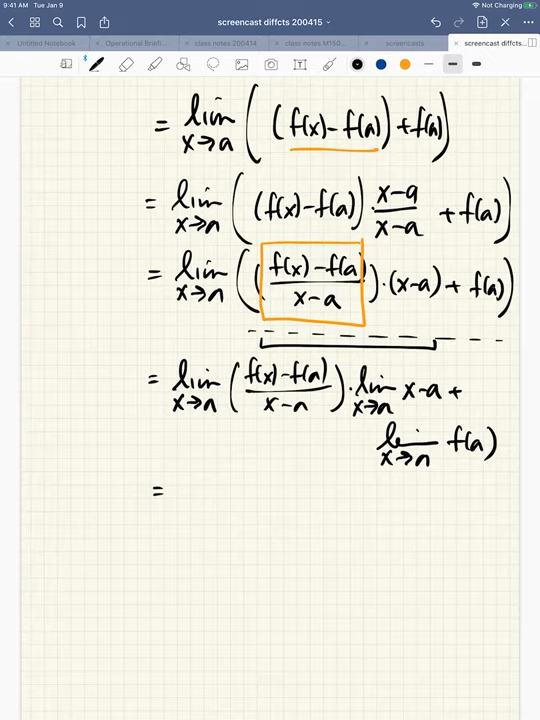 9:41 AM Tue Jan 9
Not Charging
screencast diffcts 200415
Untitled Notebook
Operational Briefi...
class notes 200414
class notes M150...
screencasts
screencast diffcts...
= lim x→a ( (f(x) - f(a)) + f(a) )
= lim x→a ( (f(x) - f(a)) · (x-a)/(x-a) + f(a) )
= lim x→a ( ( (f(x) - f(a))/(x-a) ) · (x-a) + f(a) )
= lim x→a ( (f(x) - f(a))/(x-a) ) · lim x→a x-a +
lim x→a f(a) )
=